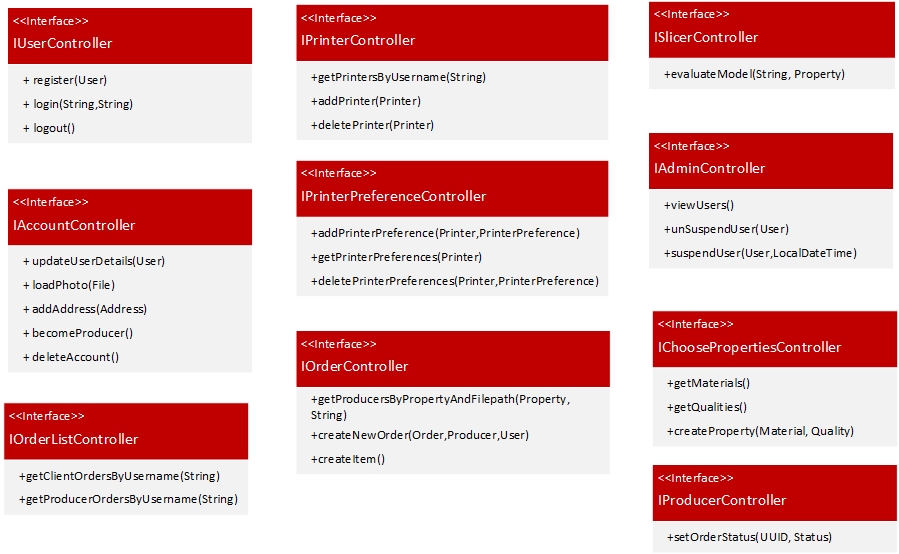 <<Interface>>
IUserController
+ register(User)
+ login(String,String)
+ logout()
<<Interface>>
IAccountController
+ updateUserDetails(User)
+ loadPhoto(File)
+ addAddress(Address)
+ becomeProducer()
+ deleteAccount()
<<Interface>>
IOrderListController
+getClientOrdersByUsername(String)
+getProducerOrdersByUsername(String)
<<Interface>>
IPrinterController
+getPrintersByUsername(String)
+addPrinter(Printer)
+deletePrinter(Printer)
<<Interface>>
IPrinterPreferenceController
+addPrinterPreference(Printer,PrinterPreference)
+getPrinterPreferences(Printer)
+deletePrinterPreferences(Printer,PrinterPreference)
<<Interface>>
IOrderController
+getProducersByPropertyAndFilepath(Property,
String)
+createNewOrder(Order,Producer,User)
+createItem()
<<Interface>>
ISlicerController
+evaluateModel(String, Property)
<<Interface>>
IAdminController
+viewUsers()
+unSuspendUser(User)
+suspendUser(User,LocalDateTime)
<<Interface>>
IChoosePropertiesController
+getMaterials()
+getQualities()
+createProperty(Material, Quality)
<<Interface>>
IProducerController
+setOrderStatus(UUID, Status)